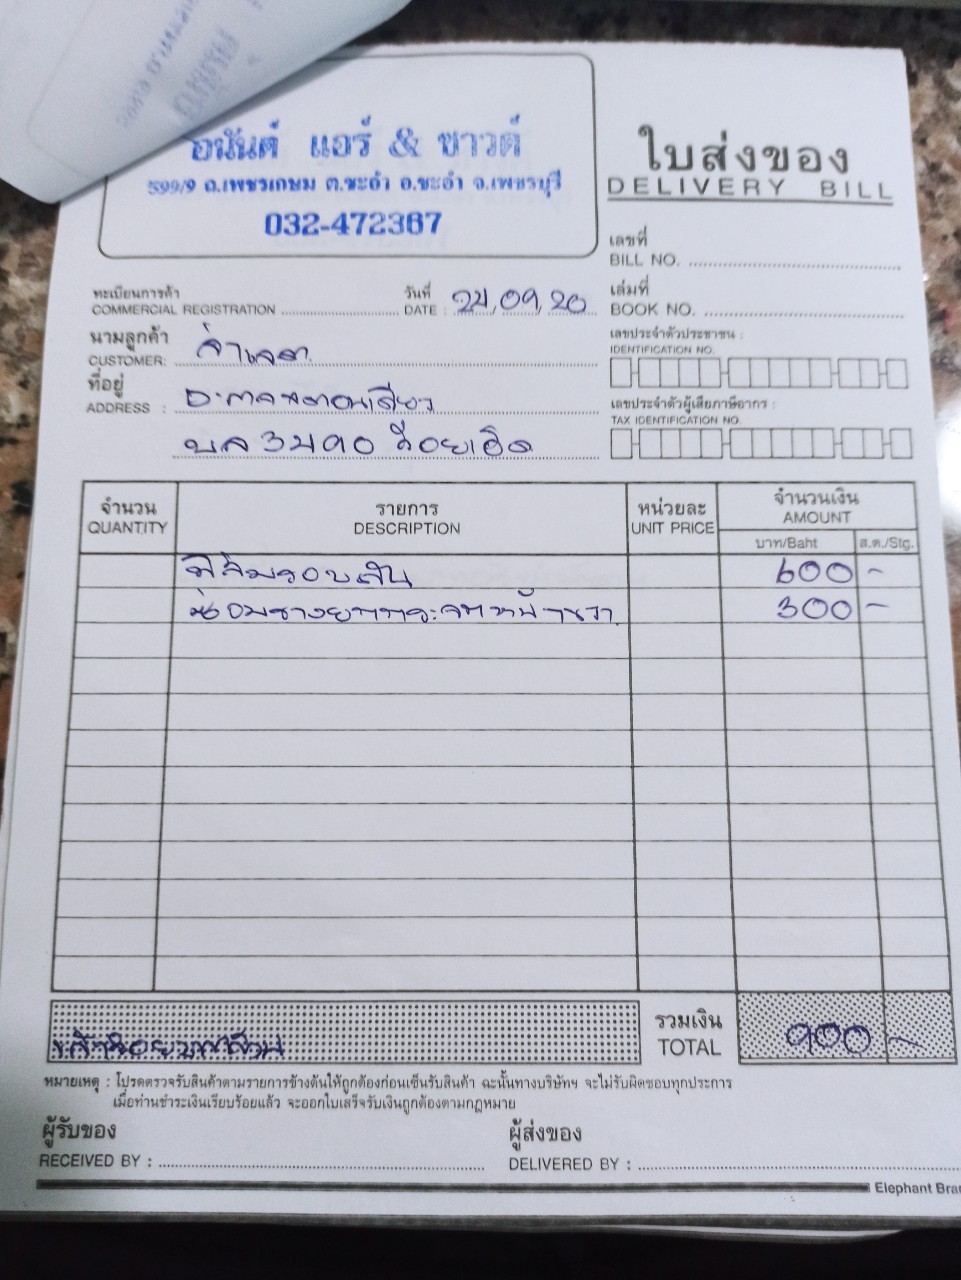 อนันต์ แอร์ & ซาวด์
599/9 ถ.เพชรเกษม ต.ชะอำ อ.ชะอำ จ.เพชรบุรี
032-472367
ใบส่งของ
DELIVERY BILL
เลขที่
BILL NO.
ทะเบียนการค้า
COMMERCIAL REGISTRATION
วันที่
DATE : 09, 20
เล่มที่
BOOK NO.
นามลูกค้า
CUSTOMER:
เลขประจำตัวประชาชน :
IDENTIFICATION NO.
ที่อยู่
ADDRESS :
เลขประจำตัวผู้เสียภาษีอากร :
TAX IDENTIFICATION NO.
ร้อยเอ็ด
จำนวน รายการ หน่วยละ จำนวนเงิน
QUANTITY DESCRIPTION UNIT PRICE AMOUNT
บาท/Baht ส.ต./Stg.
600 -
300 -
รวมเงิน
TOTAL 900 -
หมายเหตุ : โปรดตรวจรับสินค้าตามรายการข้างต้นให้ถูกต้องก่อนเซ็นรับสินค้า ฉะนั้นทางบริษัทฯ จะไม่รับผิดชอบทุกประการ
เมื่อท่านชำระเงินเรียบร้อยแล้ว จะออกใบเสร็จรับเงินถูกต้องตามกฎหมาย
ผู้รับของ ผู้ส่งของ
RECEIVED BY : DELIVERED BY :
Elephant